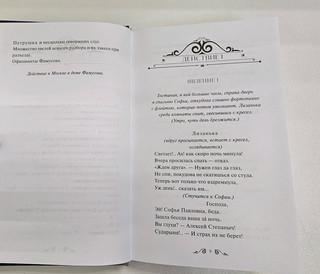 Петрушка и несколько говорящих слуг.
Множество гостей всякого разбора и их лакеев при
разъезде.
Официанты Фамусова.
Действие в Москве в доме Фамусова.
ДЕЙСТВИЕ I
ЯВЛЕНИЕ 1
Гостиная, в ней большие часы, справа дверь
в спальню Софии, откудова слышно фортепияно
с флейтою, которые потом умолкают. Лизанька
среди комнаты спит, свесившись с кресел.
(Утро, чуть день брезжится.)
Лизанька
(вдруг просыпается, встает с кресел,
оглядывается)
Светает!.. Ах! как скоро ночь минула!
Вчера просилась спать — отказ.
«Ждем друга». — Нужен глаз да глаз,
Не спи, покудова не скатишься со стула.
Теперь вот только что вздремнула,
Уж день!.. сказать им...
(Стучится к Софии.)
Господа,
Эй! Софья Павловна, беда.
Зашла беседа ваша за ночь.
Вы глухи? — Алексей Степаныч!
Сударыня!.. — И страх их не берет!